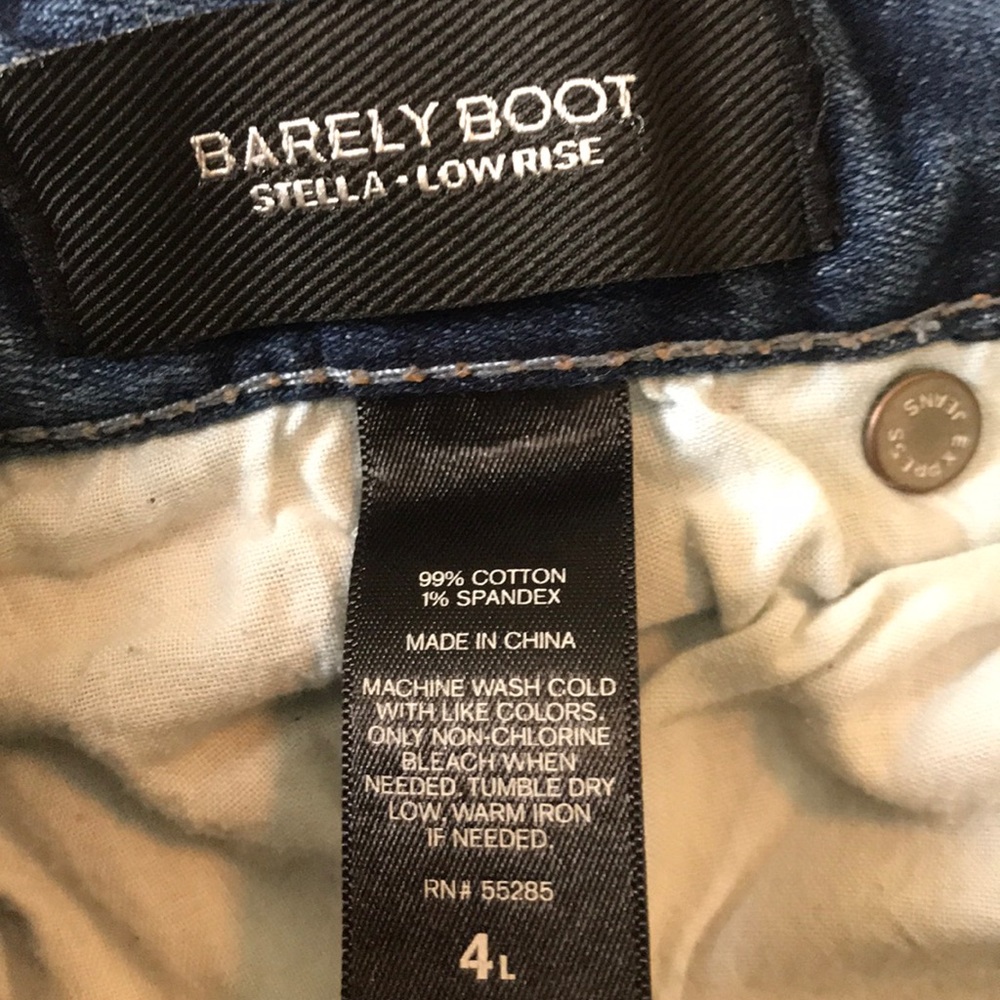 BARELY BOOT
STELLA • LOW RISE
EXPRESS
JEANS
99% COTTON
1% SPANDEX
MADE IN CHINA
MACHINE WASH COLD
WITH LIKE COLORS.
ONLY NON-CHLORINE
BLEACH WHEN
NEEDED. TUMBLE DRY
LOW. WARM IRON
IF NEEDED.
RN# 55285
4L